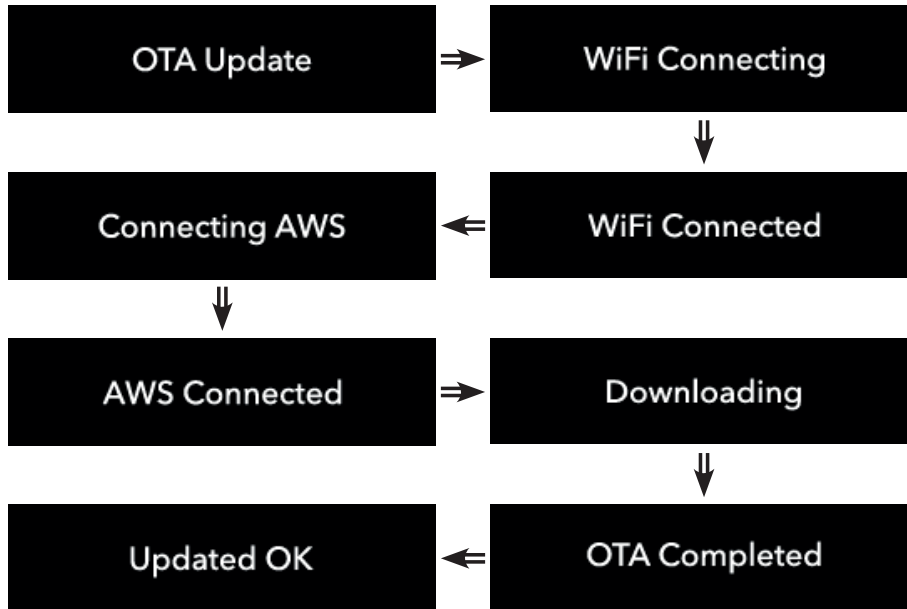 OTA Update
WiFi Connecting
WiFi Connected
Connecting AWS
AWS Connected
Downloading
OTA Completed
Updated OK